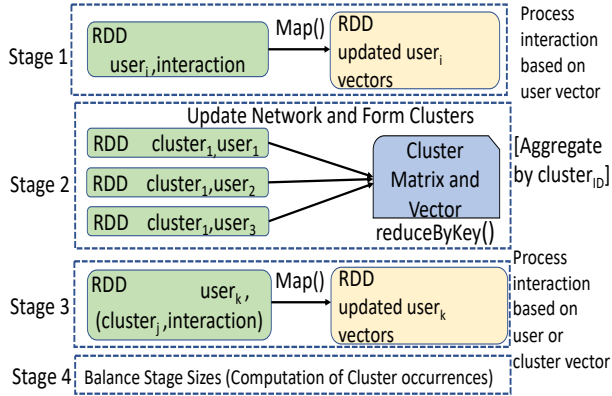 Stage 1
RDD
user_i,interaction
Map()
RDD
updated user_i
vectors
Process
interaction
based on
user vector
Stage 2
Update Network and Form Clusters
RDD cluster_1,user_1
RDD cluster_1,user_2
RDD cluster_1,user_3
Cluster
Matrix and
Vector
reduceByKey()
[Aggregate
by cluster_ID]
Stage 3
RDD user_k,
(cluster_j,interaction)
Map()
RDD
updated user_k
vectors
Process
interaction
based on
user or
cluster vector
Stage 4
Balance Stage Sizes (Computation of Cluster occurrences)